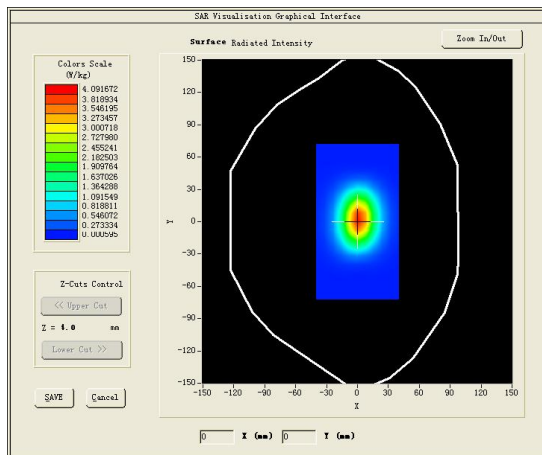 SAR Visualisation Graphical Interface
Surface Radiated Intensity
Zoom In/Out
Colors Scale
(W/kg)
4.091672
3.818934
3.546195
3.273457
3.000718
2.727980
2.455241
2.182503
1.909764
1.637026
1.364288
1.091549
0.818811
0.546072
0.273334
0.000595
Z-Cuts Control
<< Upper Cut
Z = 4.0 mm
Lower Cut >>
SAVE
Cancel
150
120
90
60
30
0
-30
-60
-90
-120
-150
Y
-150 -120 -90 -60 -30 0 30 60 90 120 150
X
0 X (mm) 0 Y (mm)